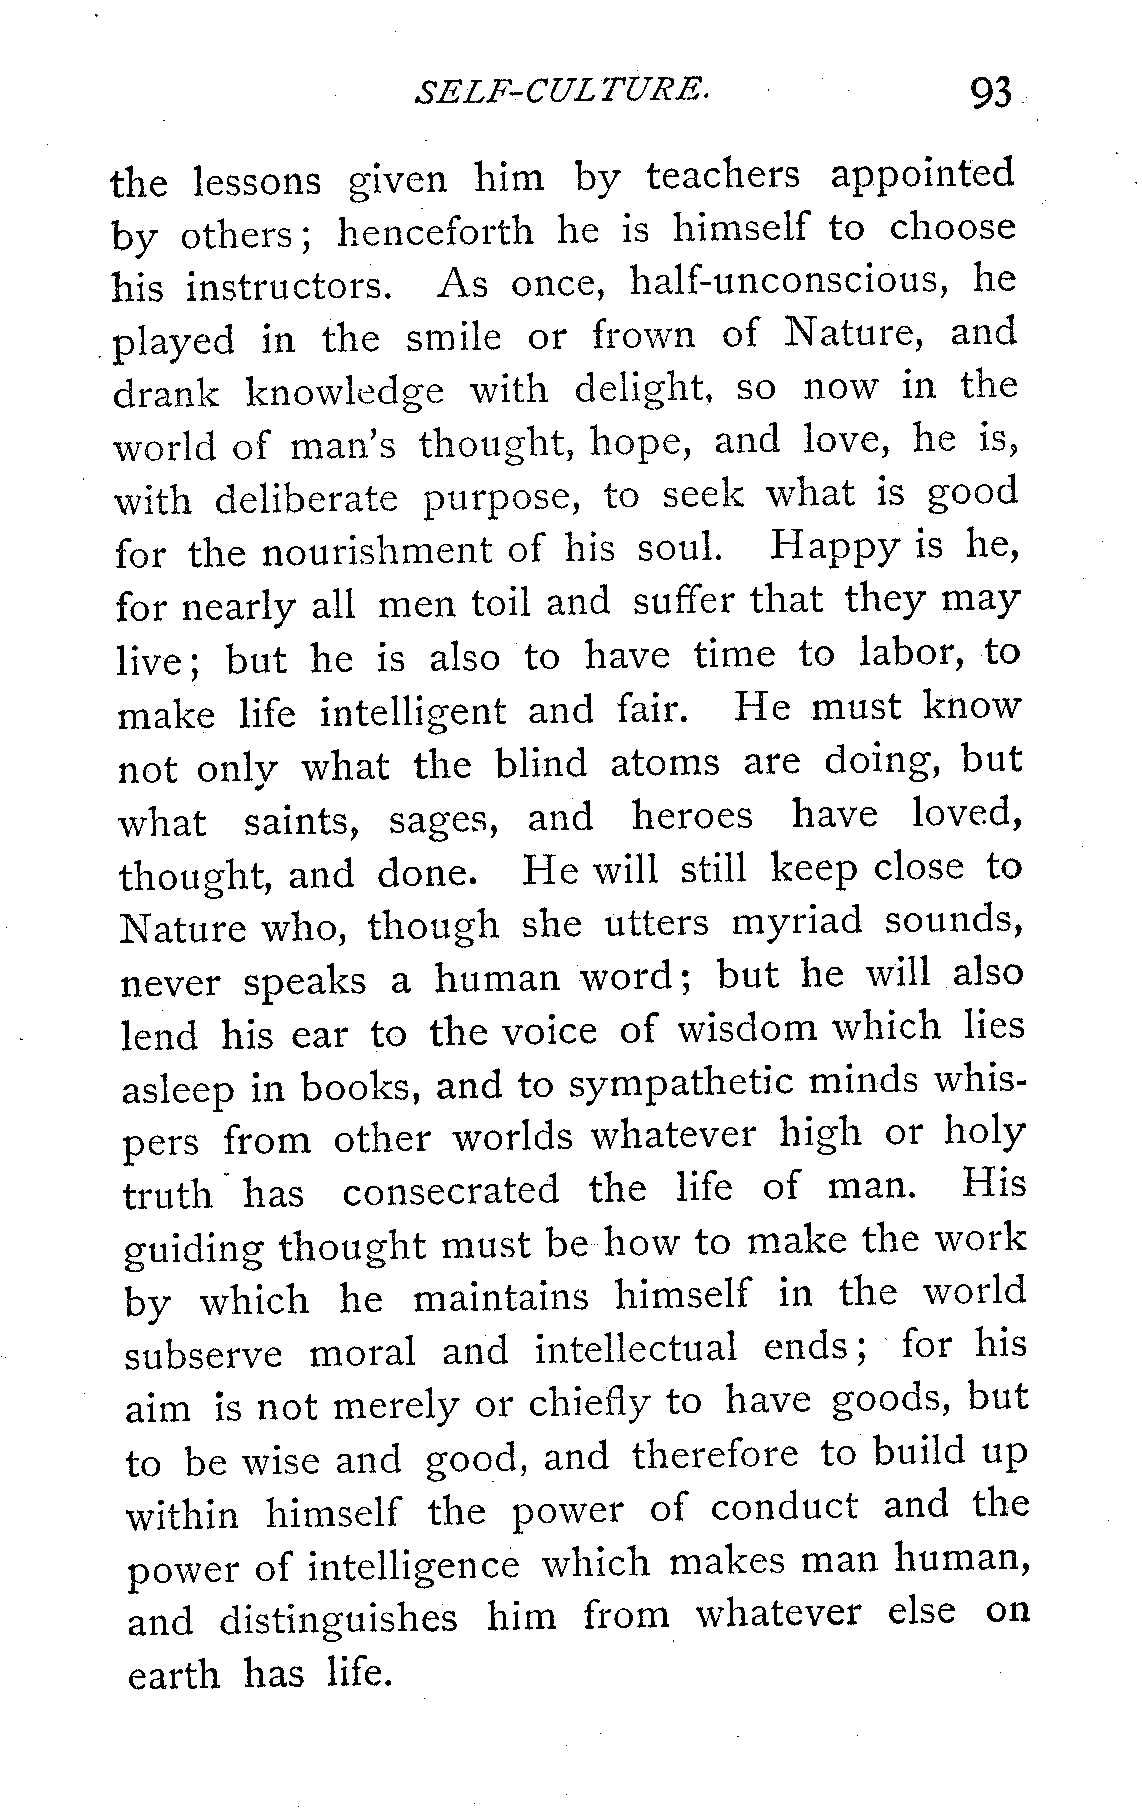 SELF-CULTURE. 93
the lessons given him by teachers appointed
by others; henceforth he is himself to choose
his instructors. As once, half-unconscious, he
played in the smile or frown of Nature, and
drank knowledge with delight, so now in the
world of man's thought, hope, and love, he is,
with deliberate purpose, to seek what is good
for the nourishment of his soul. Happy is he,
for nearly all men toil and suffer that they may
live; but he is also to have time to labor, to
make life intelligent and fair. He must know
not only what the blind atoms are doing, but
what saints, sages, and heroes have loved,
thought, and done. He will still keep close to
Nature who, though she utters myriad sounds,
never speaks a human word; but he will also
lend his ear to the voice of wisdom which lies
asleep in books, and to sympathetic minds whis-
pers from other worlds whatever high or holy
truth has consecrated the life of man. His
guiding thought must be how to make the work
by which he maintains himself in the world
subserve moral and intellectual ends; for his
aim is not merely or chiefly to have goods, but
to be wise and good, and therefore to build up
within himself the power of conduct and the
power of intelligence which makes man human,
and distinguishes him from whatever else on
earth has life.